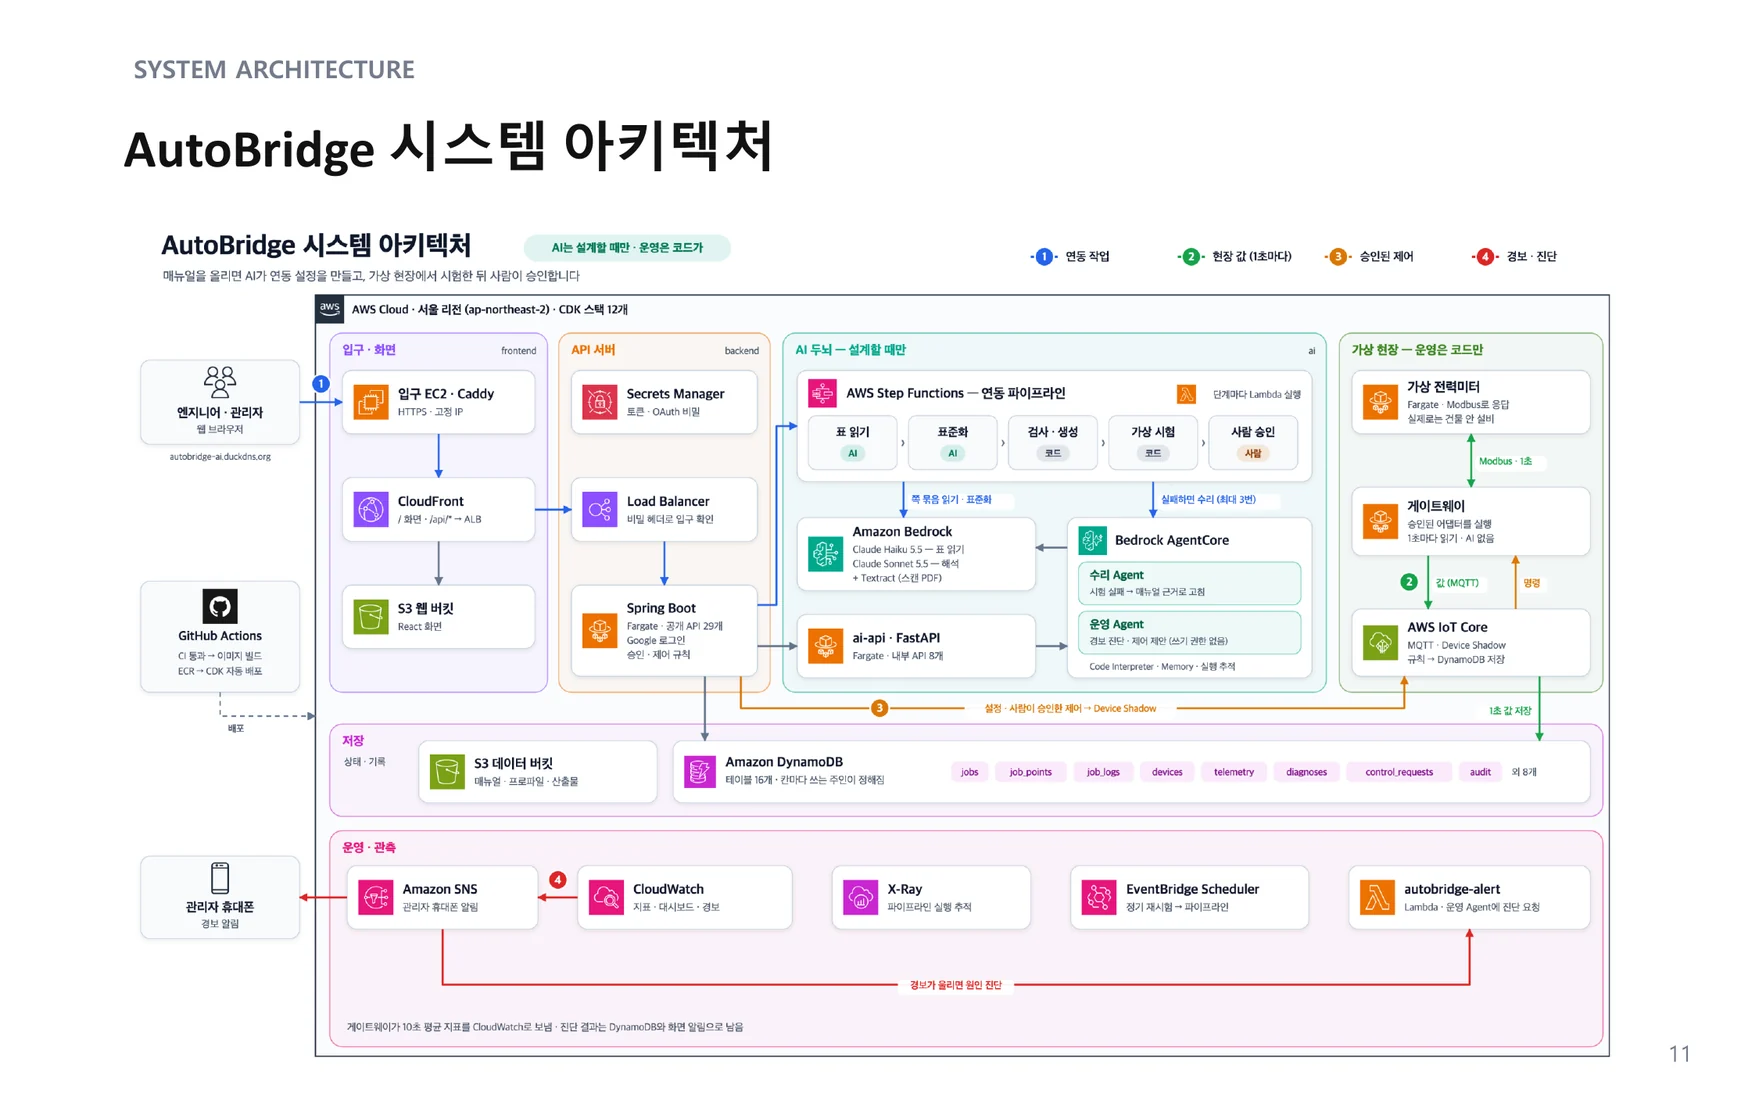 SYSTEM ARCHITECTURE
AutoBridge 시스템 아키텍처
AutoBridge 시스템 아키텍처
AI는 설계할 때만 · 운영은 코드가
매뉴얼을 올리면 AI가 연동 설정을 만들고, 가상 현장에서 시험한 뒤 사람이 승인합니다
1 연동 작업
2 현장 값 (1초마다)
3 승인된 제어
4 경보 · 진단
aws
AWS Cloud · 서울 리전 (ap-northeast-2) · CDK 스택 12개
엔지니어 · 관리자
웹 브라우저
autobridge-ai.duckdns.org
1
GitHub Actions
CI 통과 → 이미지 빌드
ECR → CDK 자동 배포
배포
관리자 휴대폰
경보 알림
입구 · 화면
frontend
입구 EC2 · Caddy
HTTPS · 고정 IP
CloudFront
/ 화면 · /api/* → ALB
S3 웹 버킷
React 화면
API 서버
backend
Secrets Manager
토큰 · OAuth 비밀
Load Balancer
비밀 헤더로 입구 확인
Spring Boot
Fargate · 공개 API 29개
Google 로그인
승인 · 제어 규칙
AI 두뇌 — 설계할 때만
ai
AWS Step Functions — 연동 파이프라인
단계마다 Lambda 실행
표 읽기
AI
표준화
AI
검사 · 생성
코드
가상 시험
코드
사람 승인
사람
쪽 묶음 읽기 · 표준화
실패하면 수리 (최대 3번)
Amazon Bedrock
Claude Haiku 5.5 — 표 읽기
Claude Sonnet 5.5 — 해석
+ Textract (스캔 PDF)
ai-api · FastAPI
Fargate · 내부 API 8개
Bedrock AgentCore
수리 Agent
시험 실패 → 매뉴얼 근거로 고침
운영 Agent
경보 진단 · 제어 제안 (쓰기 권한 없음)
Code Interpreter · Memory · 실행 추적
가상 현장 — 운영은 코드만
가상 전력미터
Fargate · Modbus로 응답
실제로는 건물 안 설비
Modbus · 1초
게이트웨이
승인된 어댑터를 실행
1초마다 읽기 · AI 없음
2
값 (MQTT)
명령
AWS IoT Core
MQTT · Device Shadow
규칙 → DynamoDB 저장
3
설정 · 사람이 승인한 제어 → Device Shadow
1초 값 저장
저장
상태 · 기록
S3 데이터 버킷
매뉴얼 · 프로파일 · 산출물
Amazon DynamoDB
테이블 16개 · 칸마다 쓰는 주인이 정해짐
jobs
job_points
job_logs
devices
telemetry
diagnoses
control_requests
audit
외 8개
운영 · 관측
Amazon SNS
관리자 휴대폰 알림
4
CloudWatch
지표 · 대시보드 · 경보
X-Ray
파이프라인 실행 추적
EventBridge Scheduler
정기 재시험 → 파이프라인
autobridge-alert
Lambda · 운영 Agent에 진단 요청
경보가 울리면 원인 진단
게이트웨이가 10초 평균 지표를 CloudWatch로 보냄 · 진단 결과는 DynamoDB와 화면 알림으로 남음
11